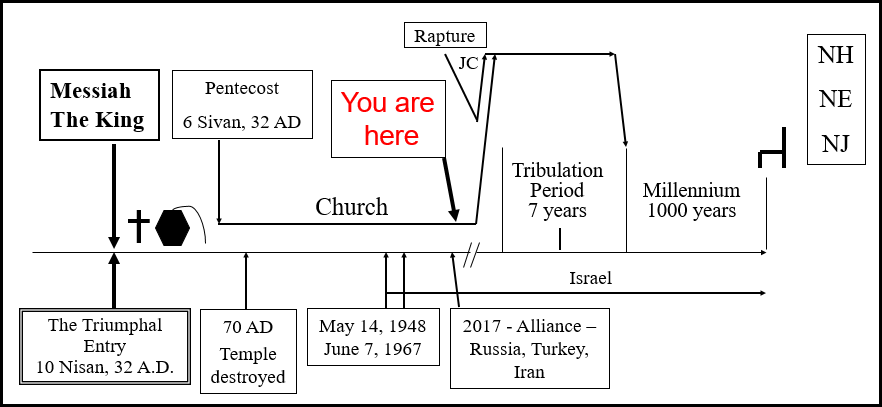 Rapture
JC
NH
NE
NJ
Messiah
The King
Pentecost
6 Sivan, 32 AD
You are
here
Tribulation
Period
7 years
Millennium
1000 years
Church
Israel
The Triumphal
Entry
10 Nisan, 32 A.D.
70 AD
Temple
destroyed
May 14, 1948
June 7, 1967
2017 - Alliance –
Russia, Turkey,
Iran